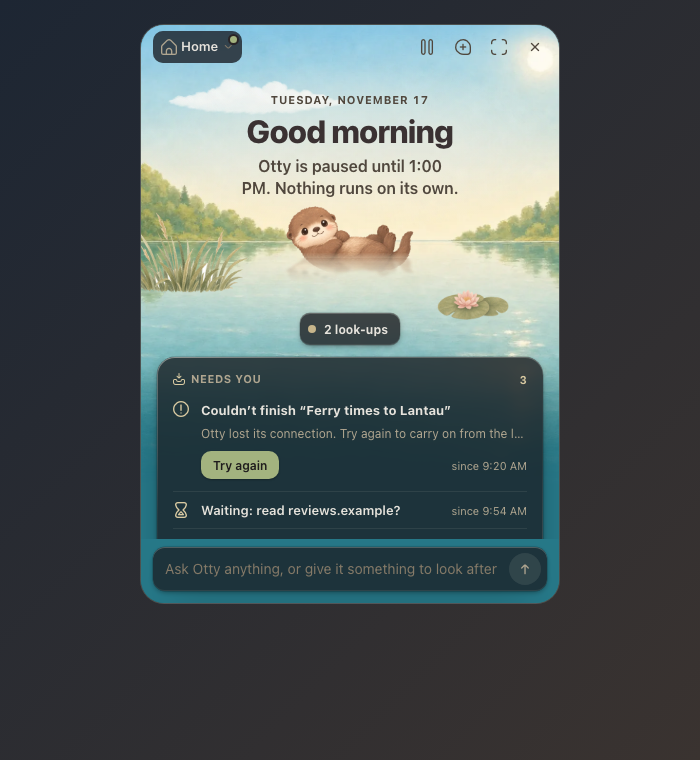 Home
TUESDAY, NOVEMBER 17
Good morning
Otty is paused until 1:00
PM. Nothing runs on its own.
2 look-ups
NEEDS YOU
3
Couldn’t finish “Ferry times to Lantau”
Otty lost its connection. Try again to carry on from the l…
Try again
since 9:20 AM
Waiting: read reviews.example?
since 9:54 AM
Ask Otty anything, or give it something to look after